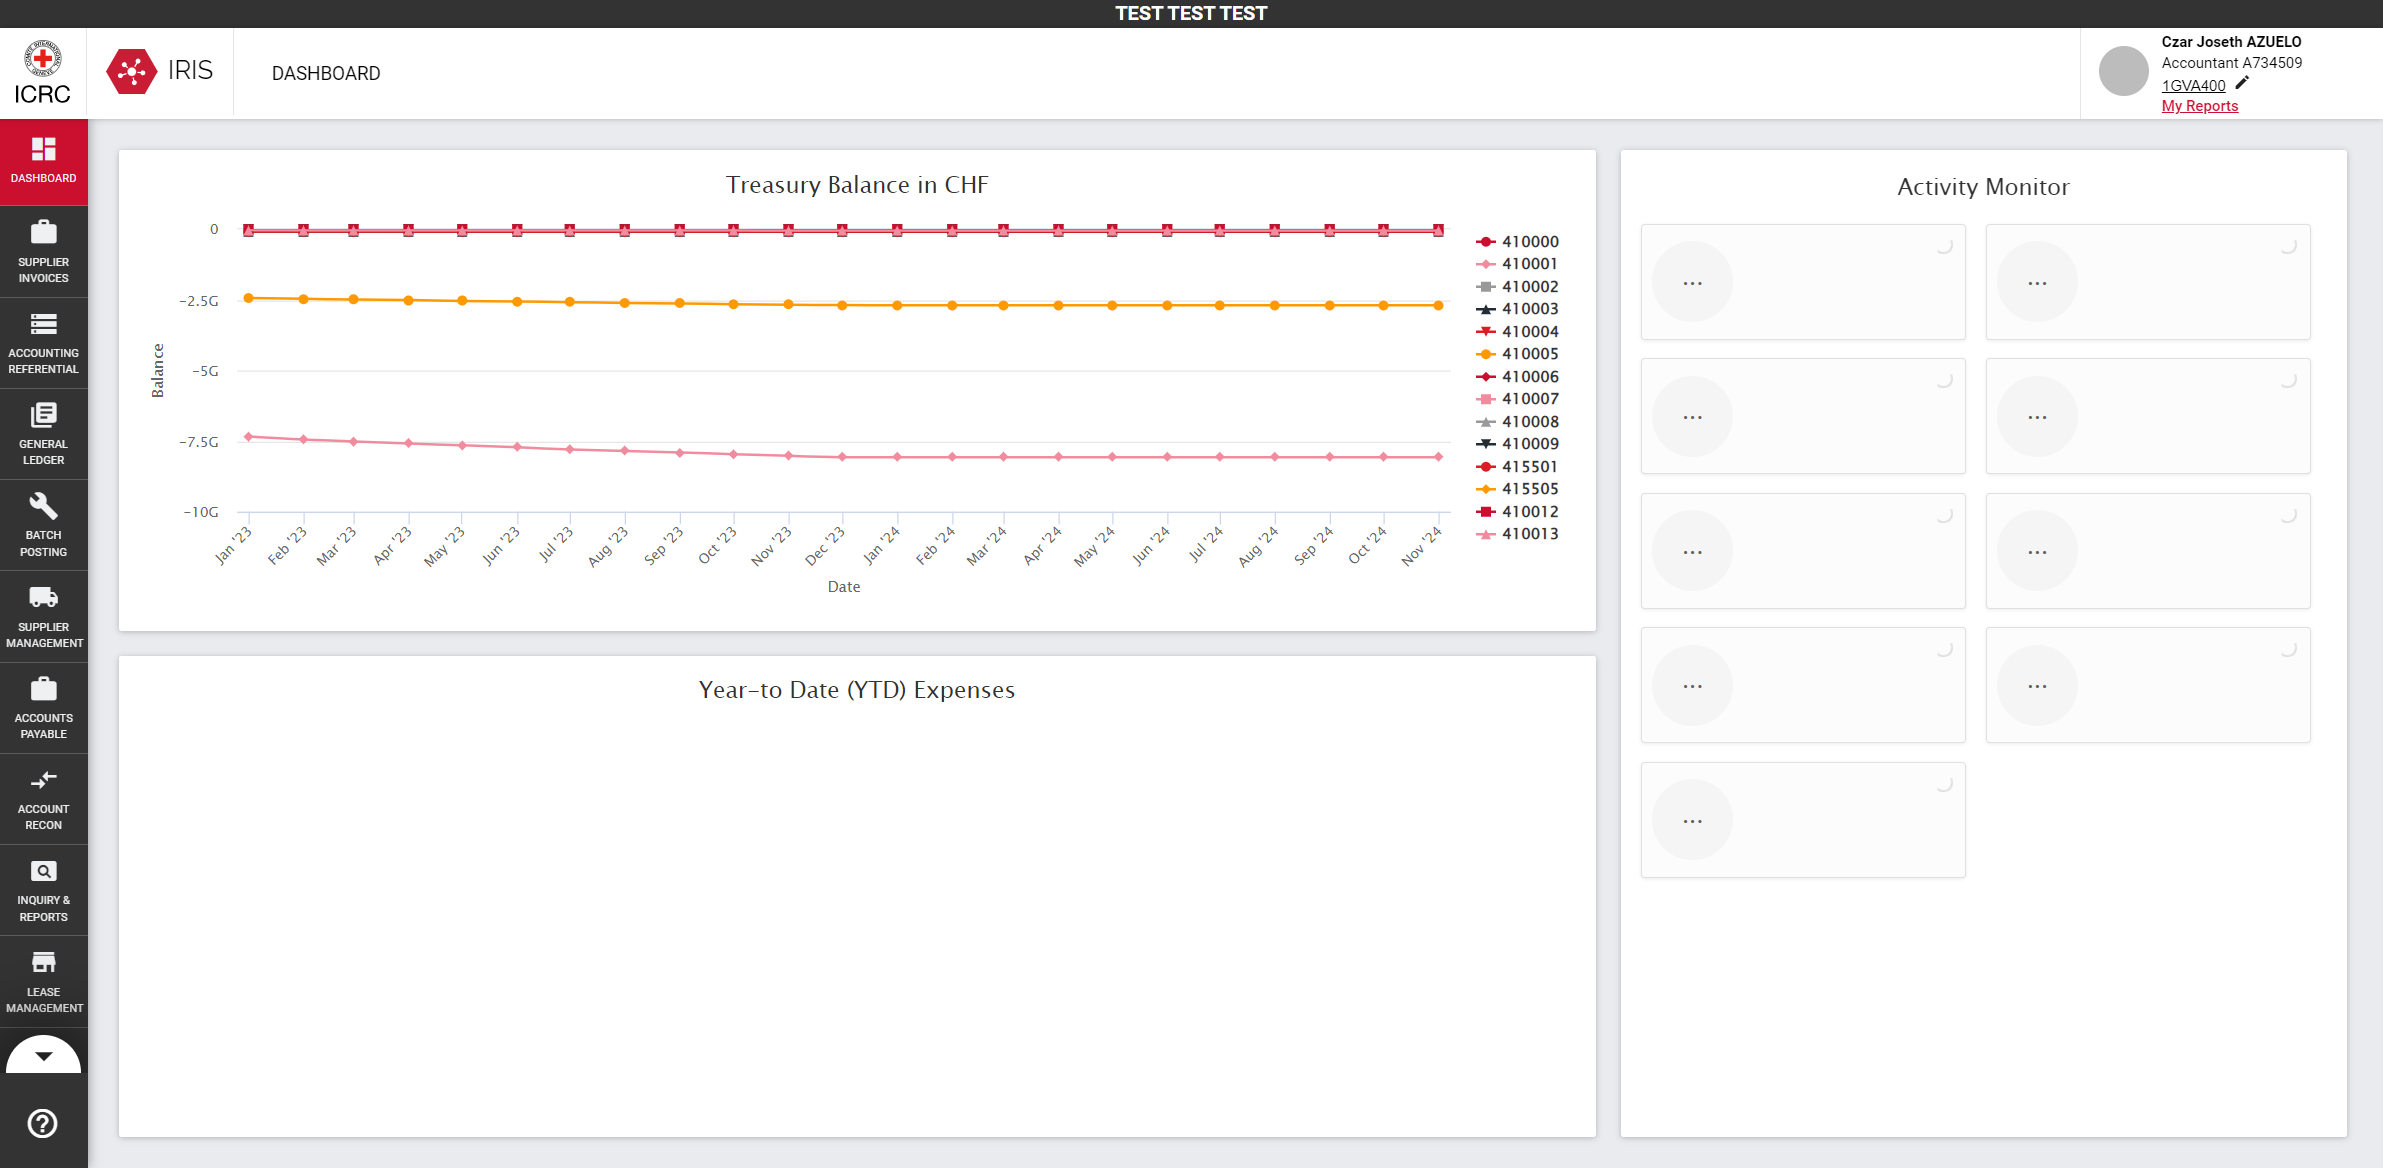 TEST TEST TEST
COMITE INTERNATIONAL GENEVE
ICRC
IRIS
DASHBOARD
Czar Joseth AZUELO
Accountant A734509
1GVA400
My Reports
DASHBOARD
SUPPLIER
INVOICES
ACCOUNTING
REFERENTIAL
GENERAL
LEDGER
BATCH
POSTING
SUPPLIER
MANAGEMENT
ACCOUNTS
PAYABLE
ACCOUNT
RECON
INQUIRY &
REPORTS
LEASE
MANAGEMENT
Treasury Balance in CHF
Balance
0
-2.5G
-5G
-7.5G
-10G
Jan '23
Feb '23
Mar '23
Apr '23
May '23
Jun '23
Jul '23
Aug '23
Sep '23
Oct '23
Nov '23
Dec '23
Jan '24
Feb '24
Mar '24
Apr '24
May '24
Jun '24
Jul '24
Aug '24
Sep '24
Oct '24
Nov '24
Date
410000
410001
410002
410003
410004
410005
410006
410007
410008
410009
415501
415505
410012
410013
Year-to Date (YTD) Expenses
Activity Monitor
...
...
...
...
...
...
...
...
...